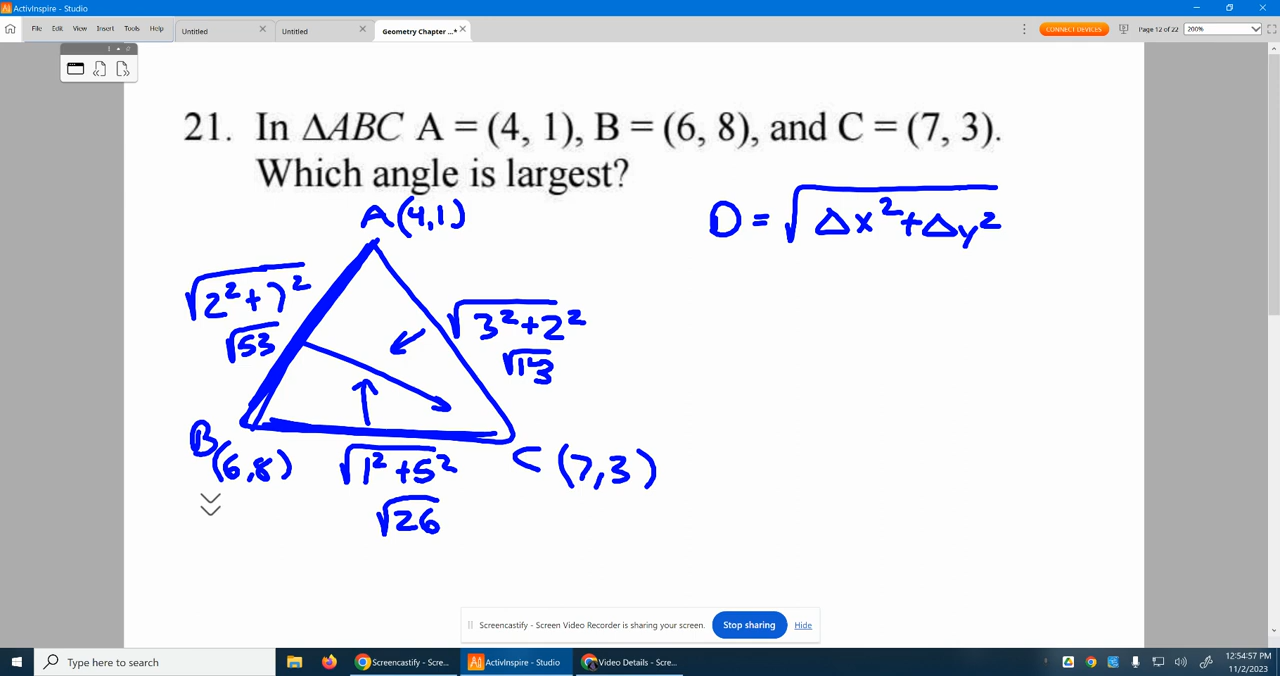 ActivInspire - Studio
File Edit View Insert Tools Help
Untitled
Untitled
Geometry Chapter ...*
CONNECT DEVICES
Page 12 of 22
200%
21. In ΔABC A = (4, 1), B = (6, 8), and C = (7, 3).
Which angle is largest?
A(4,1)
D = √Δx²+Δy²
√2²+7²
√53
√3²+2²
√13
B(6,8)
√1²+5²
√26
C (7,3)
Screencastify - Screen Video Recorder is sharing your screen.
Stop sharing
Hide
Type here to search
Screencastify - Scre...
ActivInspire - Studio
Video Details - Scre...
12:54:57 PM
11/2/2023